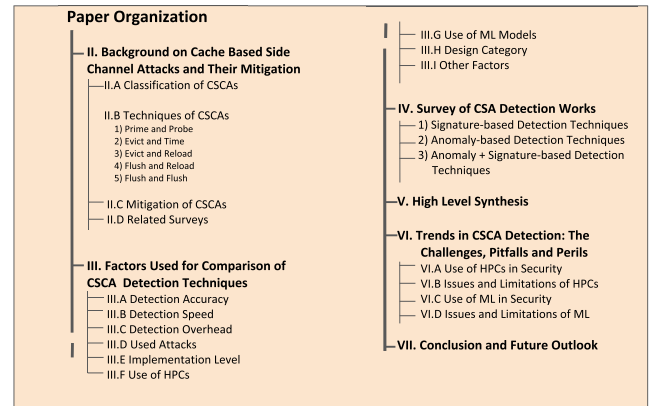 Paper Organization
II. Background on Cache Based Side
Channel Attacks and Their Mitigation
II.A Classification of CSCAs
II.B Techniques of CSCAs
1) Prime and Probe
2) Evict and Time
3) Evict and Reload
4) Flush and Reload
5) Flush and Flush
II.C Mitigation of CSCAs
II.D Related Surveys
III. Factors Used for Comparison of
CSCA Detection Techniques
III.A Detection Accuracy
III.B Detection Speed
III.C Detection Overhead
III.D Used Attacks
III.E Implementation Level
III.F Use of HPCs
III.G Use of ML Models
III.H Design Category
III.I Other Factors
IV. Survey of CSA Detection Works
1) Signature-based Detection Techniques
2) Anomaly-based Detection Techniques
3) Anomaly + Signature-based Detection
Techniques
V. High Level Synthesis
VI. Trends in CSCA Detection: The
Challenges, Pitfalls and Perils
VI.A Use of HPCs in Security
VI.B Issues and Limitations of HPCs
VI.C Use of ML in Security
VI.D Issues and Limitations of ML
VII. Conclusion and Future Outlook